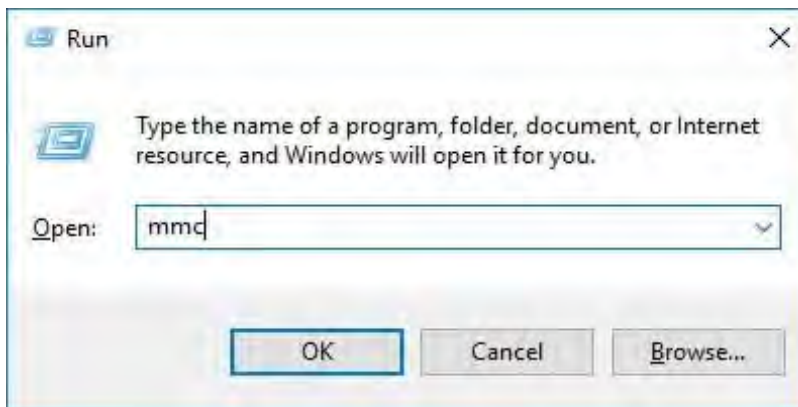 Run
Type the name of a program, folder, document, or Internet
resource, and Windows will open it for you.
Open: mmc
OK Cancel Browse...